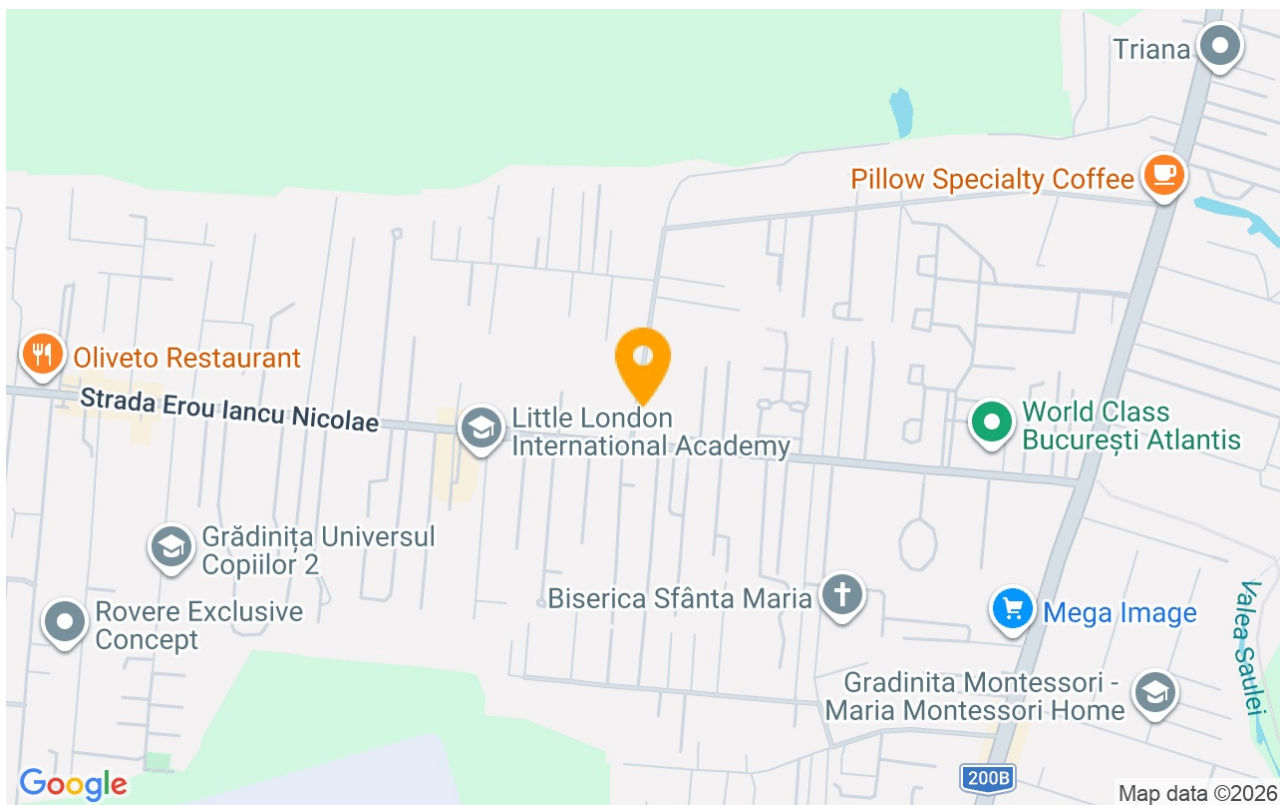 Triana
Pillow Specialty Coffee
Oliveto Restaurant
Strada Erou Iancu Nicolae
Little London
International Academy
World Class
București Atlantis
Grădinița Universul
Copiilor 2
Biserica Sfânta Maria
Rovere Exclusive
Concept
Mega Image
Valea Saulei
Gradinita Montessori -
Maria Montessori Home
200B
Google
Map data ©2026